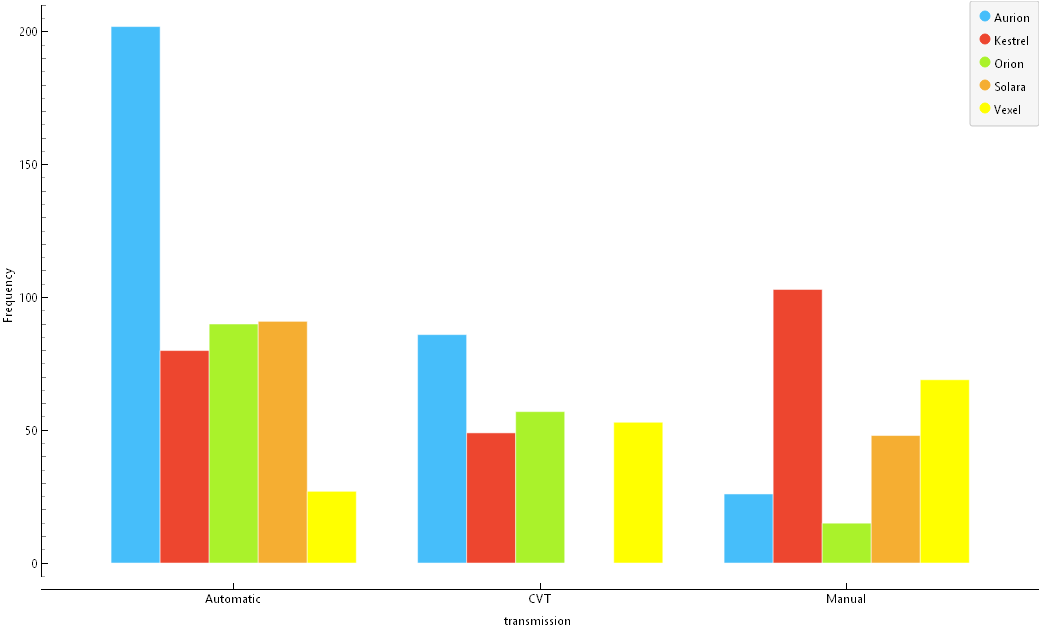 Aurion
Kestrel
Orion
Solara
Vexel
200
150
100
50
0
Frequency
Automatic
CVT
Manual
transmission